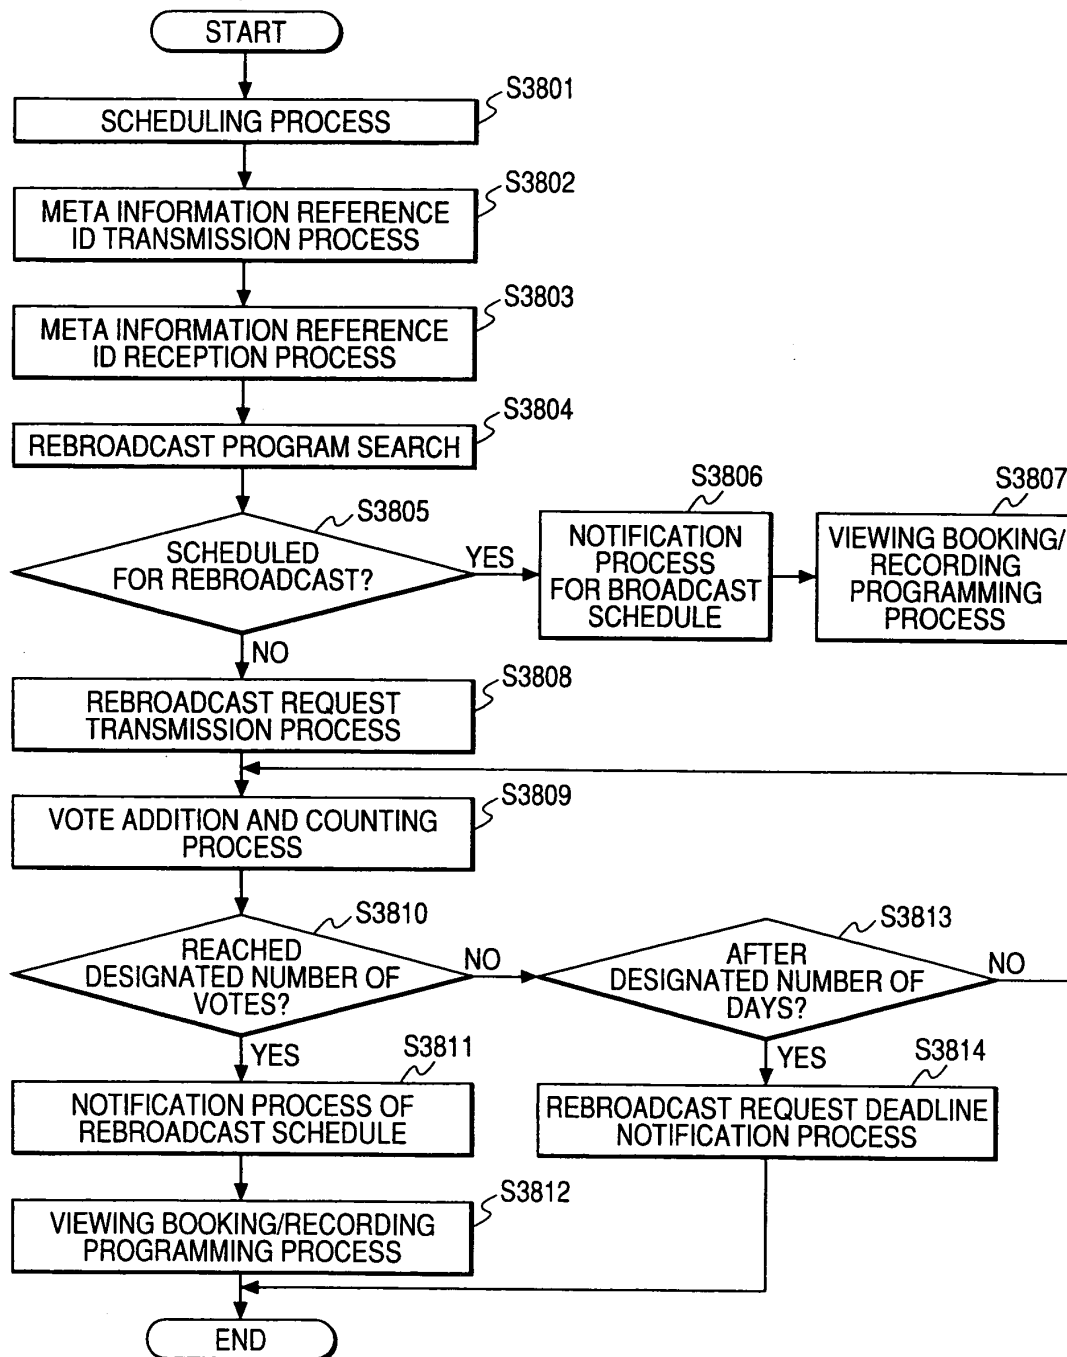 START
S3801
SCHEDULING PROCESS
S3802
META INFORMATION REFERENCE
ID TRANSMISSION PROCESS
S3803
META INFORMATION REFERENCE
ID RECEPTION PROCESS
S3804
REBROADCAST PROGRAM SEARCH
S3805
SCHEDULED
FOR REBROADCAST?
YES
NO
S3806
NOTIFICATION
PROCESS
FOR BROADCAST
SCHEDULE
S3807
VIEWING BOOKING/
RECORDING
PROGRAMMING
PROCESS
S3808
REBROADCAST REQUEST
TRANSMISSION PROCESS
S3809
VOTE ADDITION AND COUNTING
PROCESS
S3810
REACHED
DESIGNATED NUMBER OF
VOTES?
NO
YES
S3813
AFTER
DESIGNATED NUMBER OF
DAYS?
NO
YES
S3811
NOTIFICATION PROCESS OF
REBROADCAST SCHEDULE
S3814
REBROADCAST REQUEST DEADLINE
NOTIFICATION PROCESS
S3812
VIEWING BOOKING/RECORDING
PROGRAMMING PROCESS
END